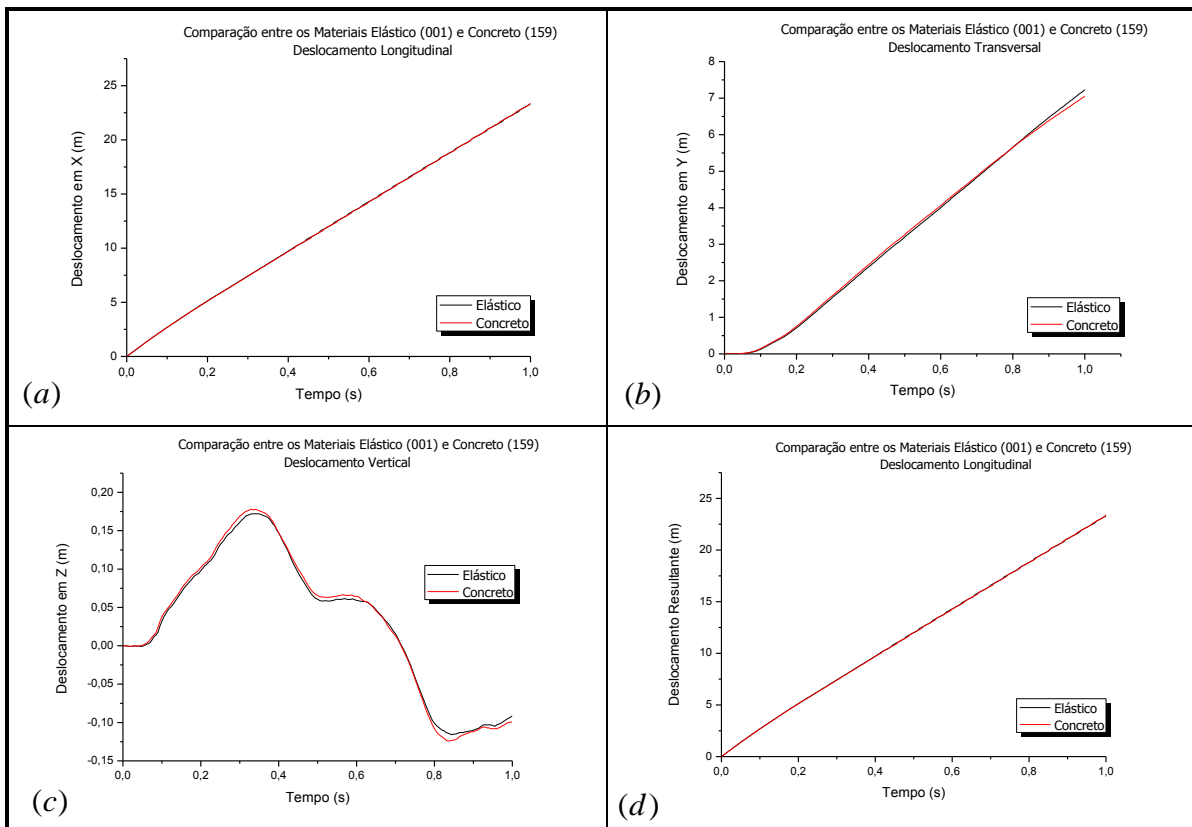 Comparação entre os Materiais Elástico (001) e Concreto (159)
Deslocamento Longitudinal
25
20
15
10
5
0
Deslocamento em X (m)
0,0 0,2 0,4 0,6 0,8 1,0
Tempo (s)
Elástico
Concreto
(a)
Comparação entre os Materiais Elástico (001) e Concreto (159)
Deslocamento Transversal
8
7
6
5
4
3
2
1
0
Deslocamento em Y (m)
0,0 0,2 0,4 0,6 0,8 1,0
Tempo (s)
Elástico
Concreto
(b)
Comparação entre os Materiais Elástico (001) e Concreto (159)
Deslocamento Vertical
0,20
0,15
0,10
0,05
0,00
-0,05
-0,10
-0,15
Deslocamento em Z (m)
0,0 0,2 0,4 0,6 0,8 1,0
Tempo (s)
Elástico
Concreto
(c)
Comparação entre os Materiais Elástico (001) e Concreto (159)
Deslocamento Longitudinal
25
20
15
10
5
0
Deslocamento Resultante (m)
0,0 0,2 0,4 0,6 0,8 1,0
Tempo (s)
Elástico
Concreto
(d)